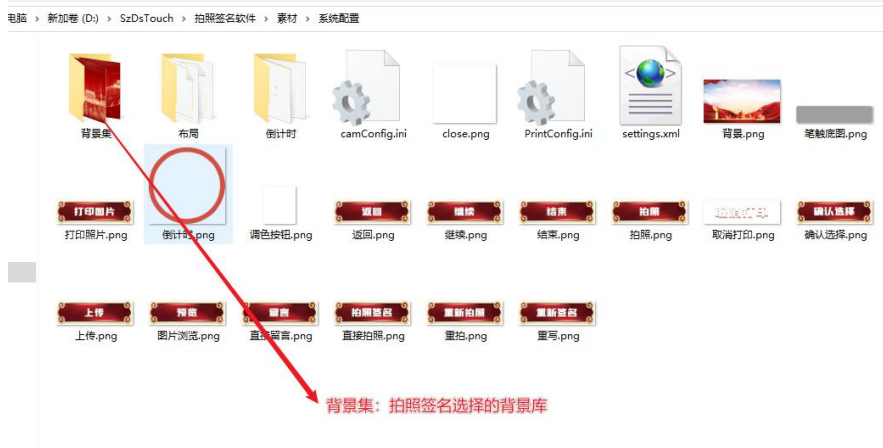 电脑 › 新加卷 (D:) › SzDsTouch › 拍照签名软件 › 素材 › 系统配置
背景集 布局 倒计时 camConfig.ini close.png PrintConfig.ini settings.xml 背景.png 笔触底图.png
打印图片 返回 继续 结束 拍照 取消打印 确认选择
打印照片.png 倒计时.png 调色按钮.png 返回.png 继续.png 结束.png 拍照.png 取消打印.png 确认选择.png
上传 预览 留言 拍照签名 重新拍照 重新签名
上传.png 图片浏览.png 直接留言.png 直接拍照.png 重拍.png 重写.png
背景集：拍照签名选择的背景库